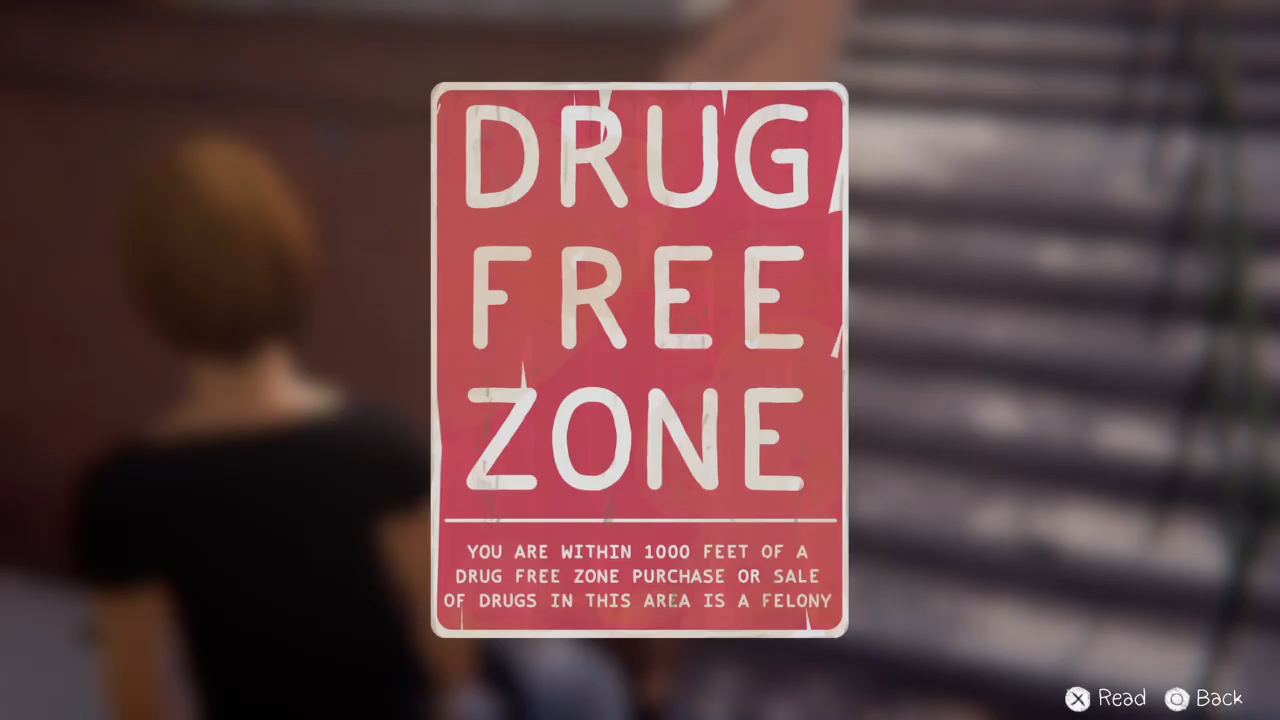 DRUG
FREE
ZONE
YOU ARE WITHIN 1000 FEET OF A
DRUG FREE ZONE PURCHASE OR SALE
OF DRUGS IN THIS AREA IS A FELONY
Read Back